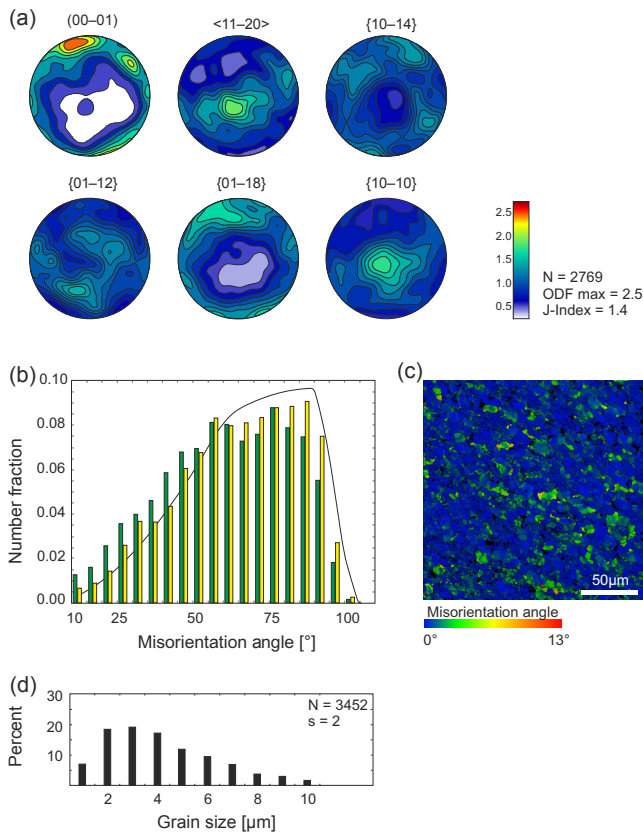 (a)
(00–01)
<11–20>
{10–14}
{01–12}
{01–18}
{10–10}
2.5
2.0
1.5
1.0
0.5
N = 2769
ODF max = 2.5
J-Index = 1.4
(b)
0.10
0.08
0.06
0.04
0.02
0.00
Number fraction
10
25
50
75
100
Misorientation angle [°]
(c)
50µm
Misorientation angle
0°
13°
(d)
30
20
10
Percent
N = 3452
s = 2
2
4
6
8
10
Grain size [µm]